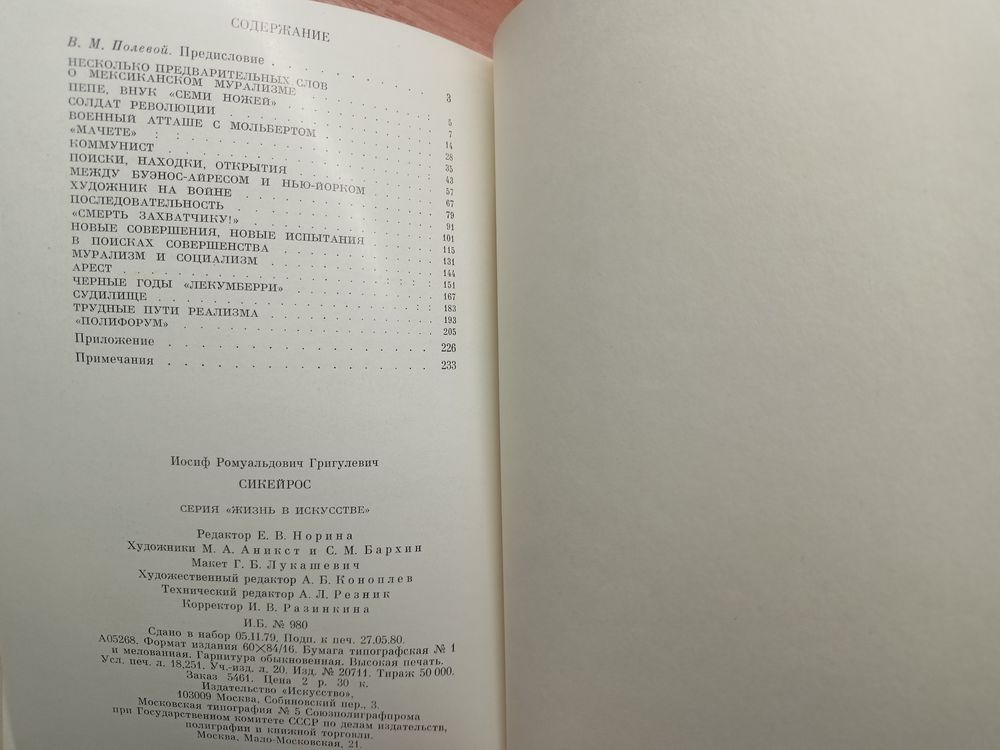 СОДЕРЖАНИЕ
В. М. Полевой. Предисловие . . . . . . . . 3
НЕСКОЛЬКО ПРЕДВАРИТЕЛЬНЫХ СЛОВ
О МЕКСИКАНСКОМ МУРАЛИЗМЕ . . . . . . 5
ПЕПЕ, ВНУК «СЕМИ НОЖЕЙ» . . . . . . 7
СОЛДАТ РЕВОЛЮЦИИ . . . . . . . . 14
ВОЕННЫЙ АТТАШЕ С МОЛЬБЕРТОМ . . . . . 28
«МАЧЕТЕ» . . . . . . . . . . 35
КОММУНИСТ . . . . . . . . . . 43
ПОИСКИ, НАХОДКИ, ОТКРЫТИЯ . . . . . . 57
МЕЖДУ БУЭНОС-АЙРЕСОМ И НЬЮ-ЙОРКОМ . . . . 67
ХУДОЖНИК НА ВОЙНЕ . . . . . . . . 79
ПОСЛЕДОВАТЕЛЬНОСТЬ . . . . . . . . 91
«СМЕРТЬ ЗАХВАТЧИКУ!» . . . . . . . 101
НОВЫЕ СОВЕРШЕНИЯ, НОВЫЕ ИСПЫТАНИЯ . . . . 115
В ПОИСКАХ СОВЕРШЕНСТВА . . . . . . 131
МУРАЛИЗМ И СОЦИАЛИЗМ . . . . . . . 144
АРЕСТ . . . . . . . . . . . 151
ЧЕРНЫЕ ГОДЫ «ЛЕКУМБЕРРИ» . . . . . . 167
СУДИЛИЩЕ . . . . . . . . . . 183
ТРУДНЫЕ ПУТИ РЕАЛИЗМА . . . . . . . 193
«ПОЛИФОРУМ» . . . . . . . . . 205
Приложение . . . . . . . . . . 226
Примечания . . . . . . . . . . 233
Иосиф Ромуальдович Григулевич
СИКЕЙРОС
СЕРИЯ «ЖИЗНЬ В ИСКУССТВЕ»
Редактор Е. В. Норина
Художники М. А. Аникст и С. М. Бархин
Макет Г. Б. Лукашевич
Художественный редактор А. Б. Коноплев
Технический редактор А. Л. Резник
Корректор И. В. Разинкина
И.Б. № 980
Сдано в набор 05.11.79. Подп. к печ. 27.05.80.
А05268. Формат издания 60×84/16. Бумага типографская № 1
и мелованная. Гарнитура обыкновенная. Высокая печать.
Усл. печ. л. 18,251. Уч.-изд. л. 20. Изд. № 20711. Тираж 50 000.
Заказ 5461. Цена 2 р. 30 к.
Издательство «Искусство»,
103009 Москва, Собиновский пер., 3.
Московская типография № 5 Союзполиграфпрома
при Государственном комитете СССР по делам издательств,
полиграфии и книжной торговли.
Москва, Мало-Московская, 21.